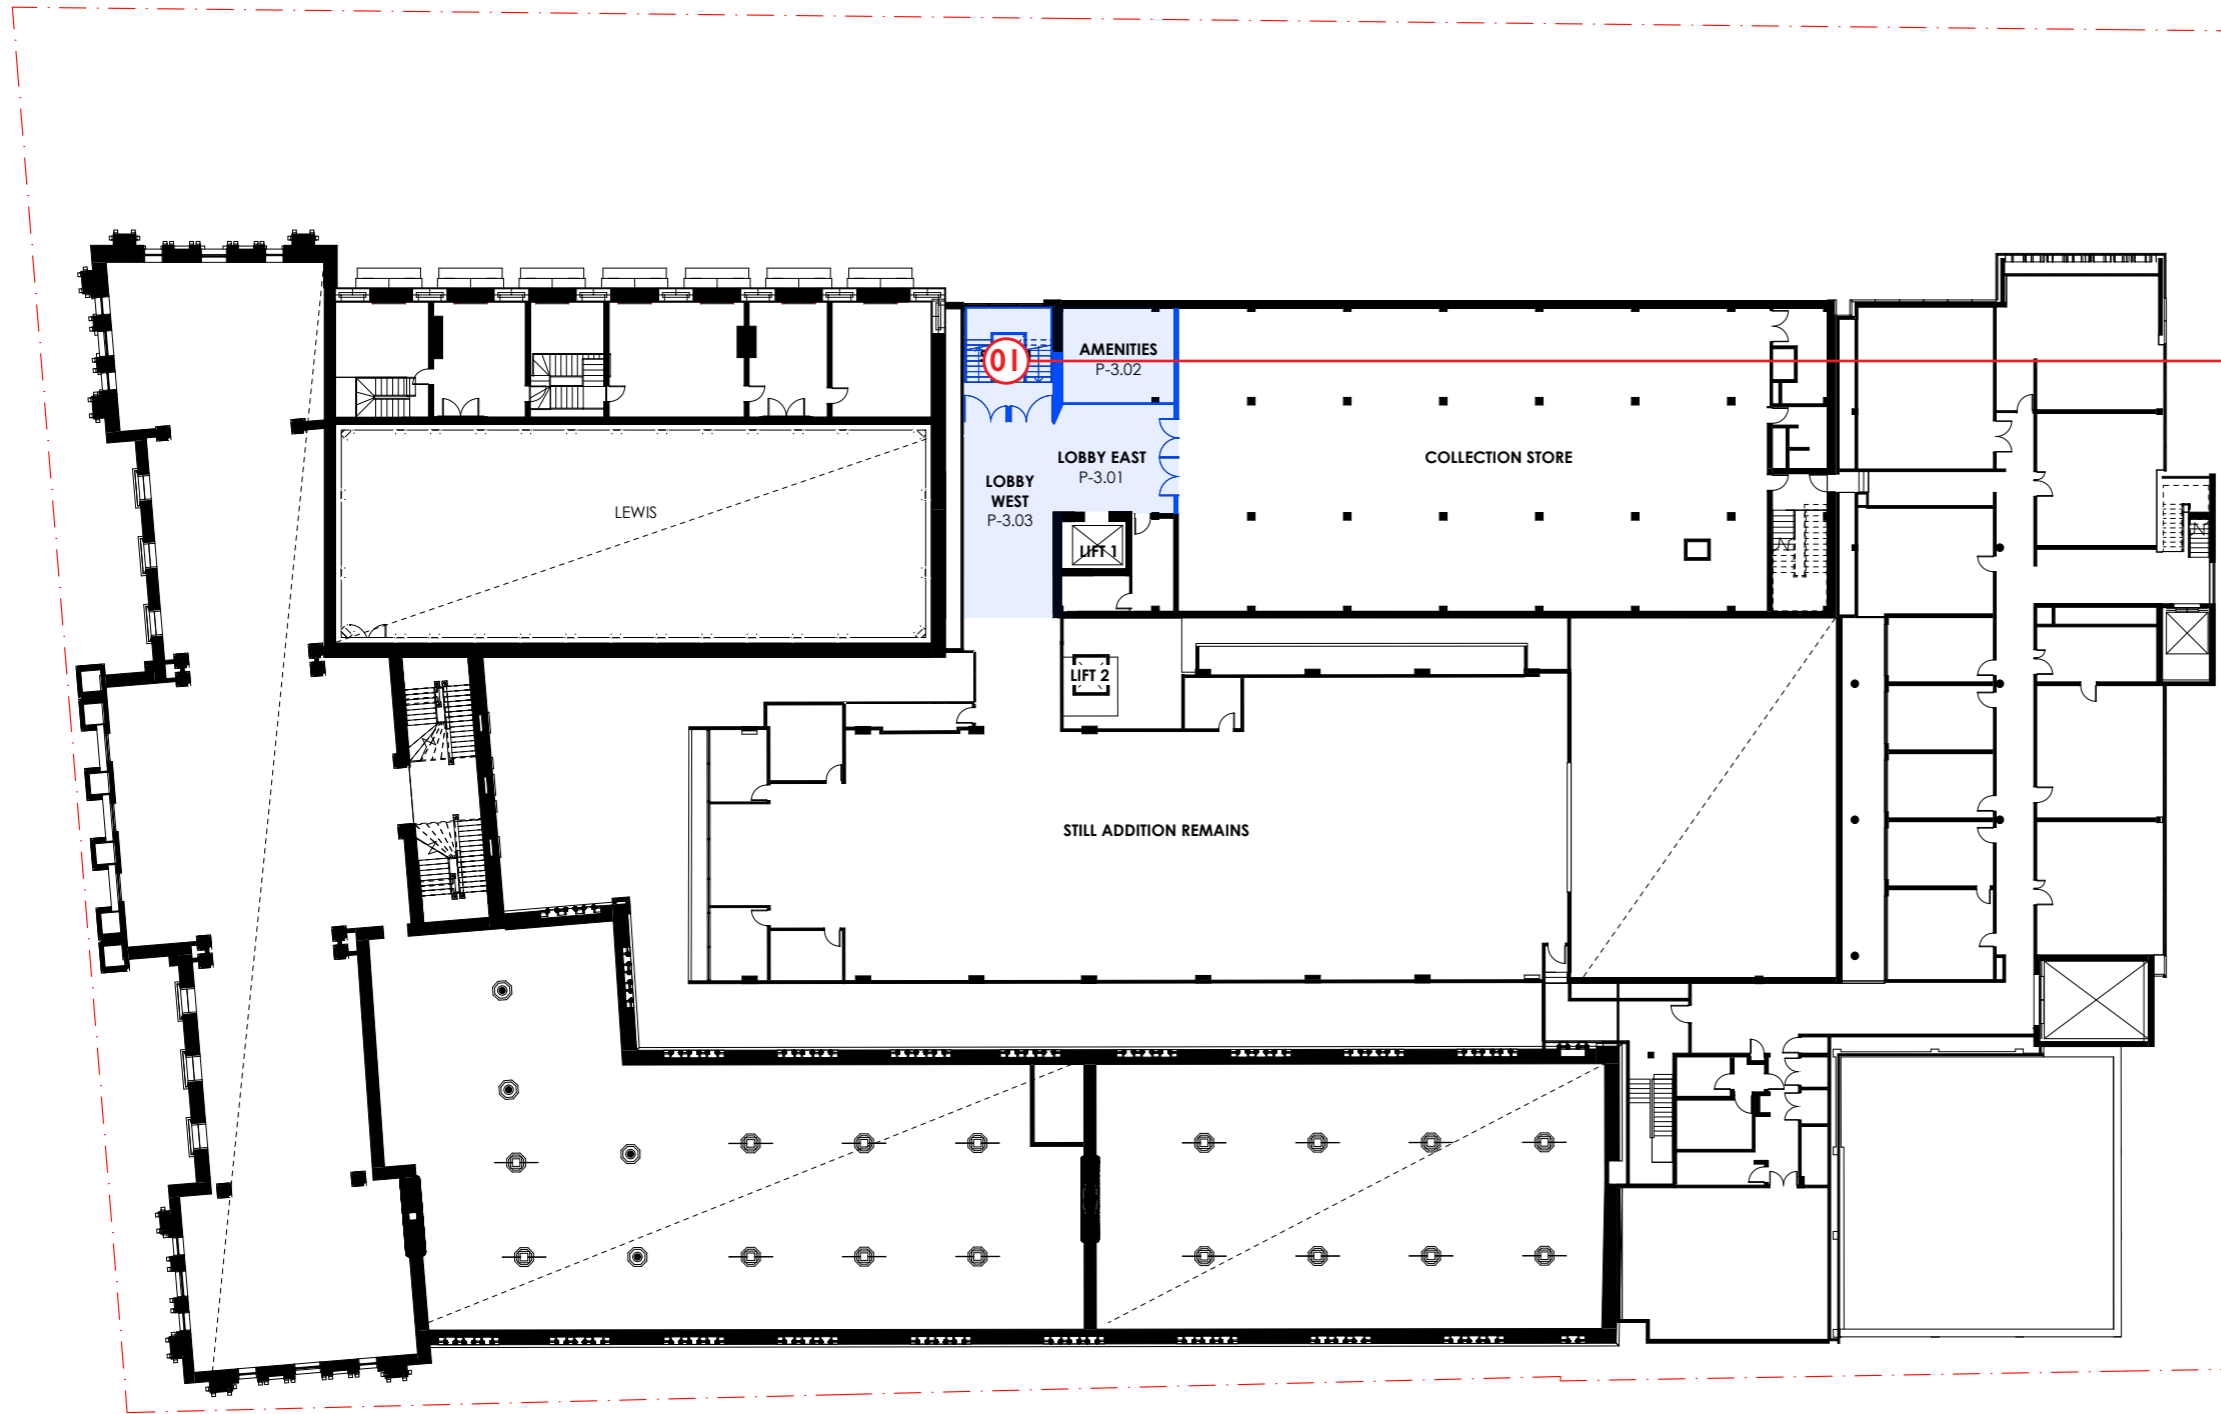 01
AMENITIES
P-3.02
LOBBY EAST
P-3.01
COLLECTION STORE
LOBBY
WEST
P-3.03
LEWIS
LIFT 1
LIFT 2
STILL ADDITION REMAINS